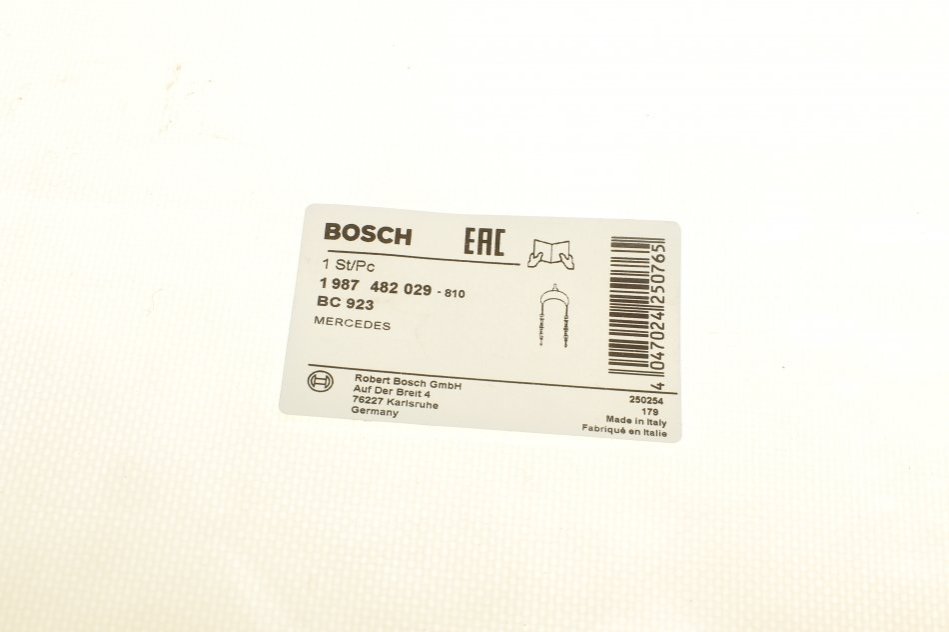 BOSCH EAC
1 St/Pc
1 987 482 029 - 810
BC 923
MERCEDES
4 047024 250765
Robert Bosch GmbH
Auf Der Breit 4
76227 Karlsruhe
Germany
250254
179
Made in Italy
Fabriqué en Italie